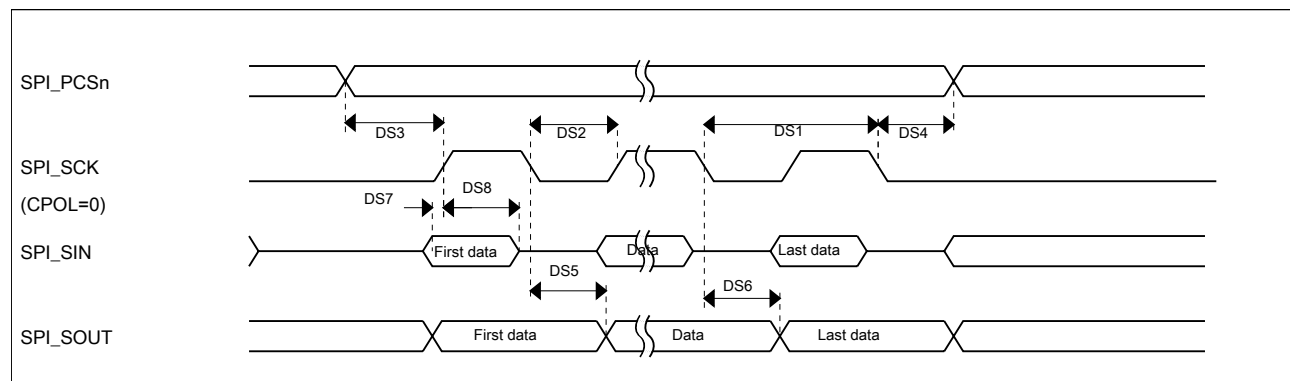 SPI_PCSn
DS3
DS2
DS1
DS4
SPI_SCK
(CPOL=0)
DS7
DS8
SPI_SIN
First data
Data
Last data
DS5
DS6
SPI_SOUT
First data
Data
Last data